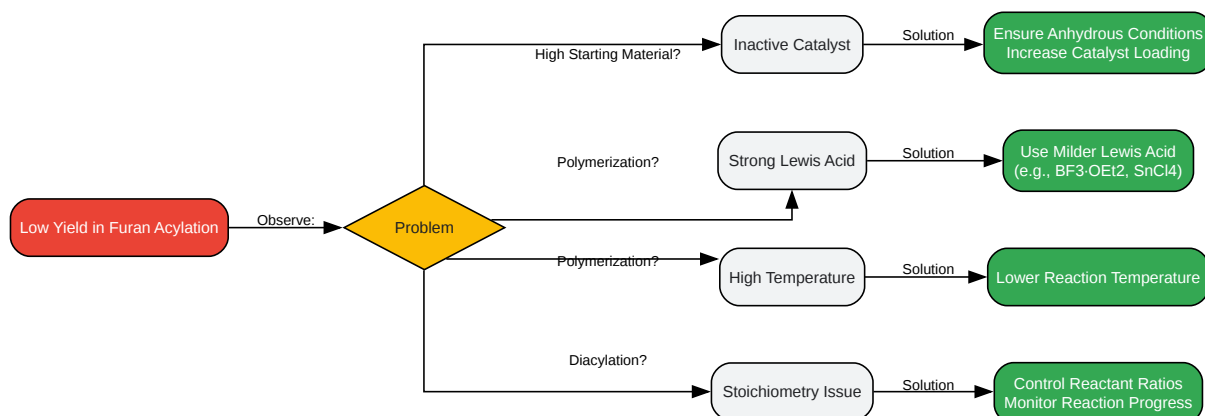 High Starting Material?
Inactive Catalyst
Solution
Ensure Anhydrous Conditions
Increase Catalyst Loading
Polymerization?
Strong Lewis Acid
Solution
Use Milder Lewis Acid
(e.g., BF3·OEt2, SnCl4)
Low Yield in Furan Acylation
Observe:
Problem
Polymerization?
High Temperature
Solution
Lower Reaction Temperature
Diacylation?
Stoichiometry Issue
Solution
Control Reactant Ratios
Monitor Reaction Progress